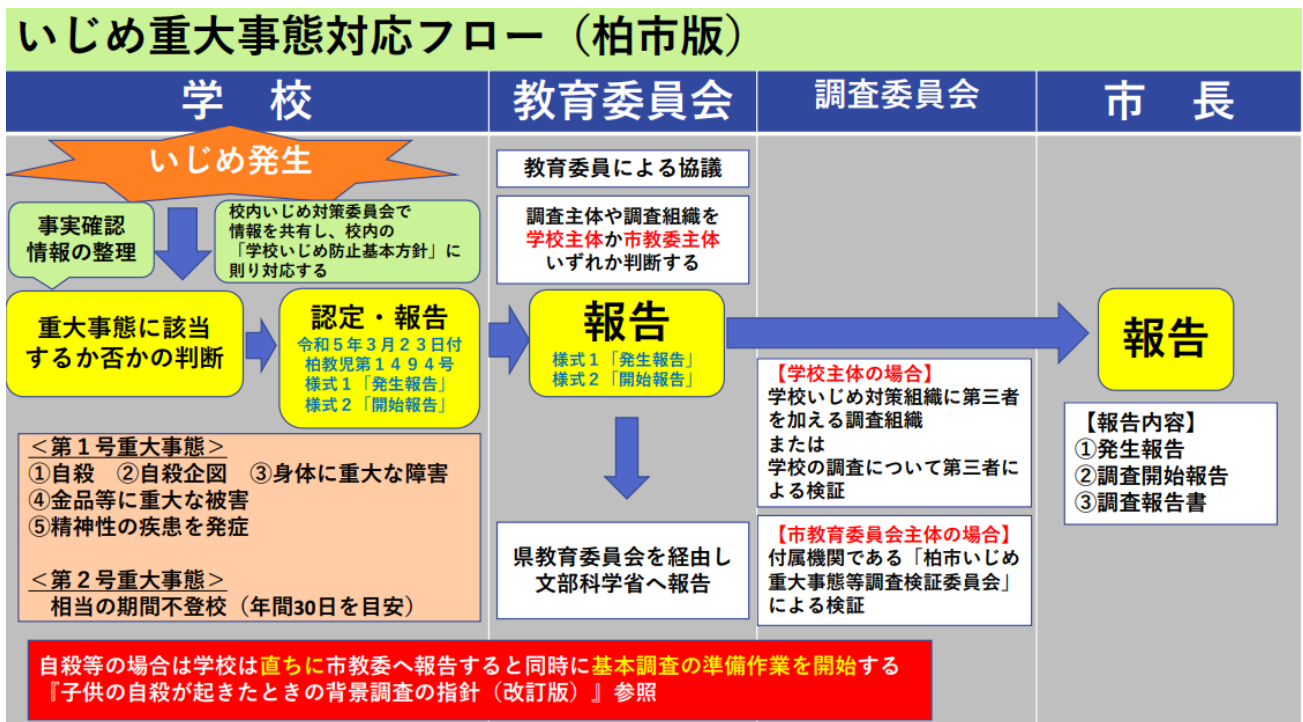 いじめ重大事態対応フロー（柏市版）
学　校
教育委員会
調査委員会
市　長
いじめ発生
事実確認
情報の整理
校内いじめ対策委員会で
情報を共有し、校内の
「学校いじめ防止基本方針」に
則り対応する
重大事態に該当
するか否かの判断
認定・報告
令和５年３月２３日付
柏教児第１４９４号
様式１「発生報告」
様式２「開始報告」
＜第１号重大事態＞
①自殺　②自殺企図　③身体に重大な障害
④金品等に重大な被害
⑤精神性の疾患を発症
＜第２号重大事態＞
相当の期間不登校（年間30日を目安）
教育委員による協議
調査主体や調査組織を
学校主体か市教委主体
いずれか判断する
報告
様式１「発生報告」
様式２「開始報告」
県教育委員会を経由し
文部科学省へ報告
【学校主体の場合】
学校いじめ対策組織に第三者
を加える調査組織
または
学校の調査について第三者に
よる検証
【市教育委員会主体の場合】
付属機関である「柏市いじめ
重大事態等調査検証委員会」
による検証
報告
【報告内容】
①発生報告
②調査開始報告
③調査報告書
自殺等の場合は学校は直ちに市教委へ報告すると同時に基本調査の準備作業を開始する
『子供の自殺が起きたときの背景調査の指針（改訂版）』参照